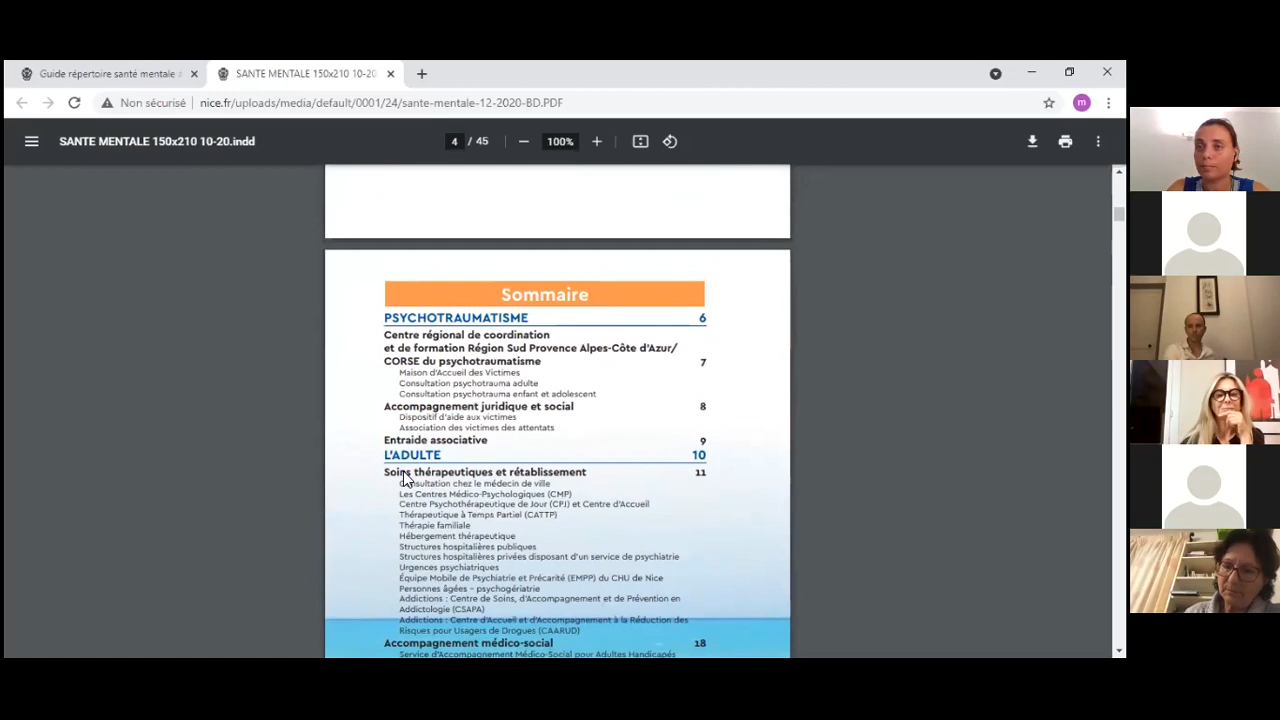 Guide répertoire santé mentale
SANTE MENTALE 150x210 10-20
Non sécurisé
nice.fr/uploads/media/default/0001/24/sante-mentale-12-2020-BD.PDF
m
SANTE MENTALE 150x210 10-20.indd
4 / 45
100%
Sommaire
PSYCHOTRAUMATISME 6
Centre régional de coordination
et de formation Région Sud Provence Alpes-Côte d'Azur/
CORSE du psychotraumatisme 7
Maison d'Accueil des Victimes
Consultation psychotrauma adulte
Consultation psychotrauma enfant et adolescent
Accompagnement juridique et social 8
Dispositif d'aide aux victimes
Association des victimes des attentats
Entraide associative 9
L'ADULTE 10
Soins thérapeutiques et rétablissement 11
Consultation chez le médecin de ville
Les Centres Médico-Psychologiques (CMP)
Centre Psychothérapeutique de Jour (CPJ) et Centre d'Accueil
Thérapeutique à Temps Partiel (CATTP)
Thérapie familiale
Hébergement thérapeutique
Structures hospitalières publiques
Structures hospitalières privées disposant d'un service de psychiatrie
Urgences psychiatriques
Équipe Mobile de Psychiatrie et Précarité (EMPP) du CHU de Nice
Personnes âgées - psychogériatrie
Addictions : Centre de Soins, d'Accompagnement et de Prévention en
Addictologie (CSAPA)
Addictions : Centre d'Accueil et d'Accompagnement à la Réduction des
Risques pour Usagers de Drogues (CAARUD)
Accompagnement médico-social 18
Service d'Accompagnement Médico-Social pour Adultes Handicapés